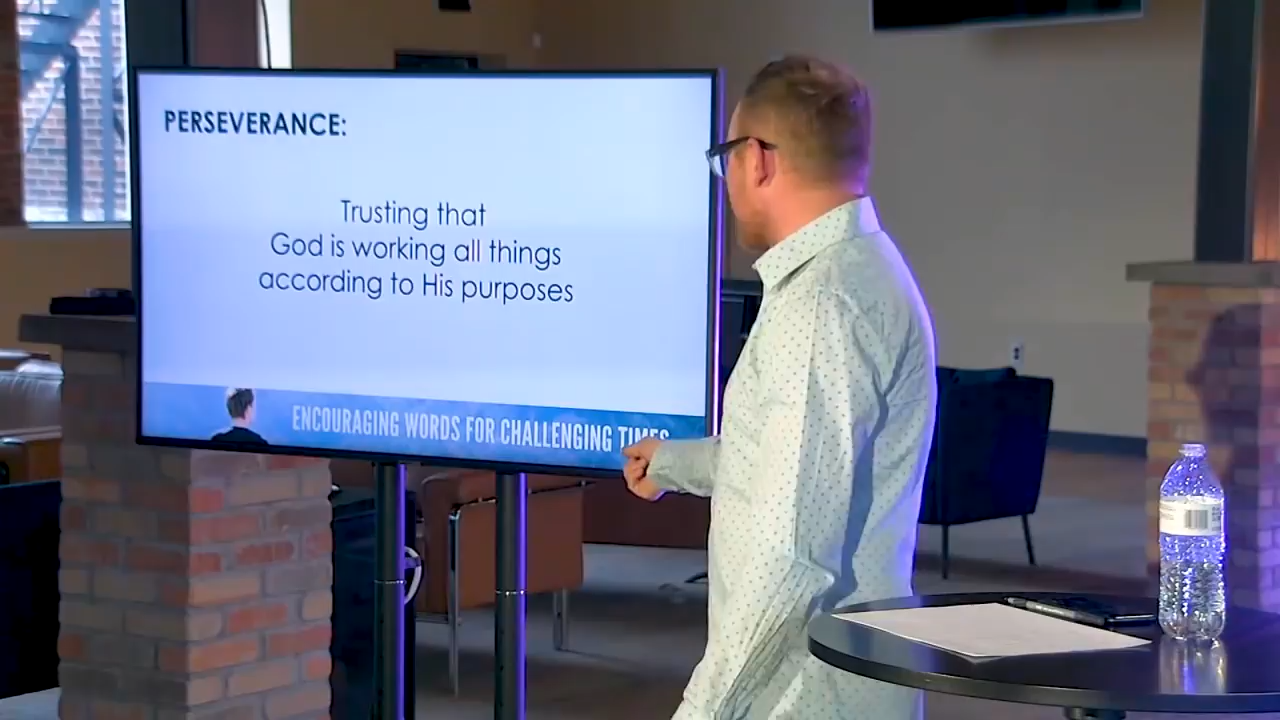 PERSEVERANCE:
Trusting that
God is working all things
according to His purposes
ENCOURAGING WORDS FOR CHALLENGING TIMES